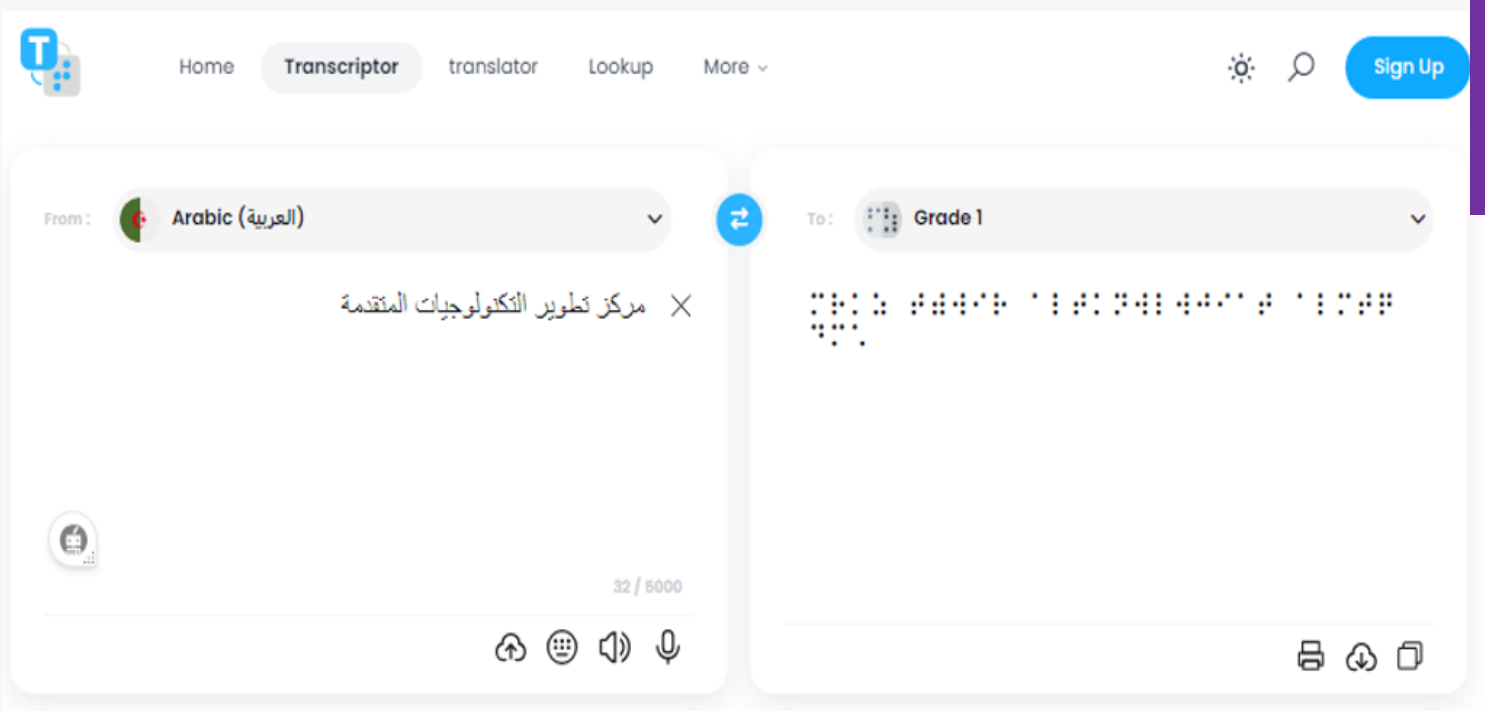 Home Transcriptor translator Lookup More Sign Up
From : Arabic (العربية) To : Grade 1
مركز تطوير التكنولوجيات المتقدمة
⠍⠗⠅⠵ ⠞⠾⠺⠊⠗ ⠁⠇⠞⠅⠝⠺⠇⠺⠚⠊⠁⠞ ⠁⠇⠍⠞⠟
⠙⠍⠡
32 / 5000